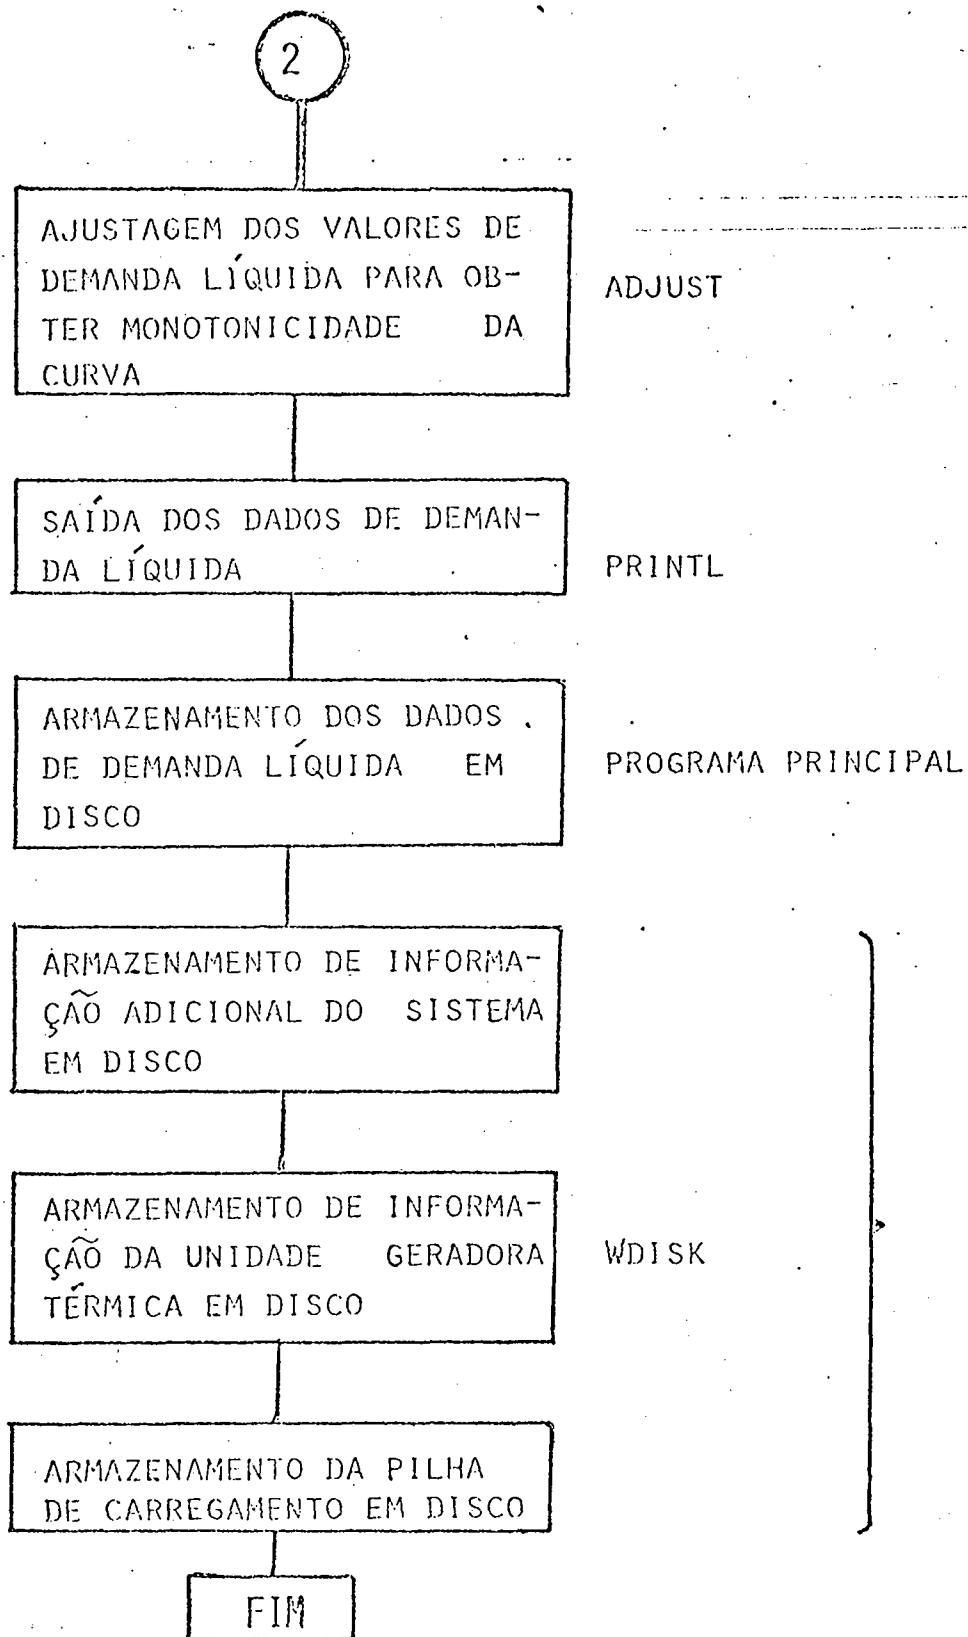 2
AJUSTAGEM DOS VALORES DE
DEMANDA LÍQUIDA PARA OB-
TER MONOTONICIDADE DA
CURVA
ADJUST
SAÍDA DOS DADOS DE DEMAN-
DA LÍQUIDA
PRINTL
ARMAZENAMENTO DOS DADOS
DE DEMANDA LÍQUIDA EM
DISCO
PROGRAMA PRINCIPAL
ARMAZENAMENTO DE INFORMA-
ÇÃO ADICIONAL DO SISTEMA
EM DISCO
ARMAZENAMENTO DE INFORMA-
ÇÃO DA UNIDADE GERADORA
TÉRMICA EM DISCO
WDISK
ARMAZENAMENTO DA PILHA
DE CARREGAMENTO EM DISCO
FIM